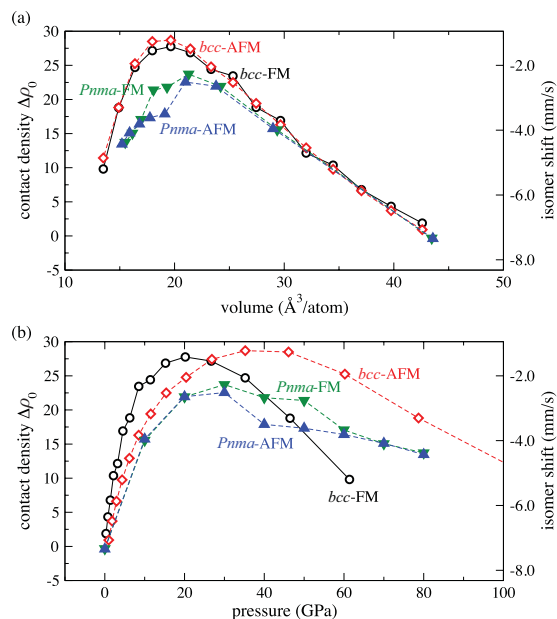 (a)
30
25
20
15
10
5
0
-5
contact density Δρ0
bcc-AFM
bcc-FM
Pnma-FM
Pnma-AFM
-2.0
-4.0
-6.0
-8.0
isomer shift (mm/s)
10 20 30 40 50
volume (Å3/atom)
(b)
30
25
20
15
10
5
0
-5
contact density Δρ0
bcc-AFM
Pnma-FM
Pnma-AFM
bcc-FM
-2.0
-4.0
-6.0
-8.0
isomer shift (mm/s)
0 20 40 60 80 100
pressure (GPa)